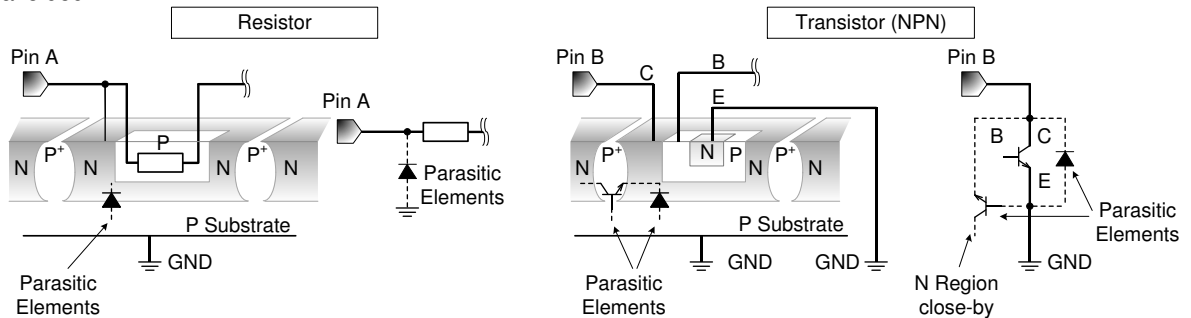 Resistor
Transistor (NPN)
Pin A
Pin B
Pin B
C
B
E
Pin A
N
P+
N
P
P+
N
N
P+
N
P
P+
N
B
C
E
Parasitic
Elements
P Substrate
P Substrate
Parasitic
Elements
GND
GND
GND
GND
Parasitic
Elements
Parasitic
Elements
N Region
close-by